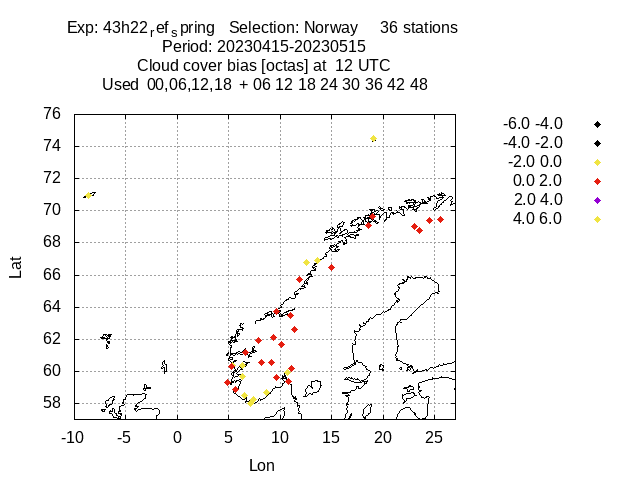 Exp: 43h22ref_spring Selection: Norway 36 stations
Period: 20230415-20230515
Cloud cover bias [octas] at 12 UTC
Used 00,06,12,18 + 06 12 18 24 30 36 42 48
76
74
72
70
68
66
64
62
60
58
-10 -5 0 5 10 15 20 25
Lat
Lon
-6.0 -4.0
-4.0 -2.0
-2.0 0.0
0.0 2.0
2.0 4.0
4.0 6.0